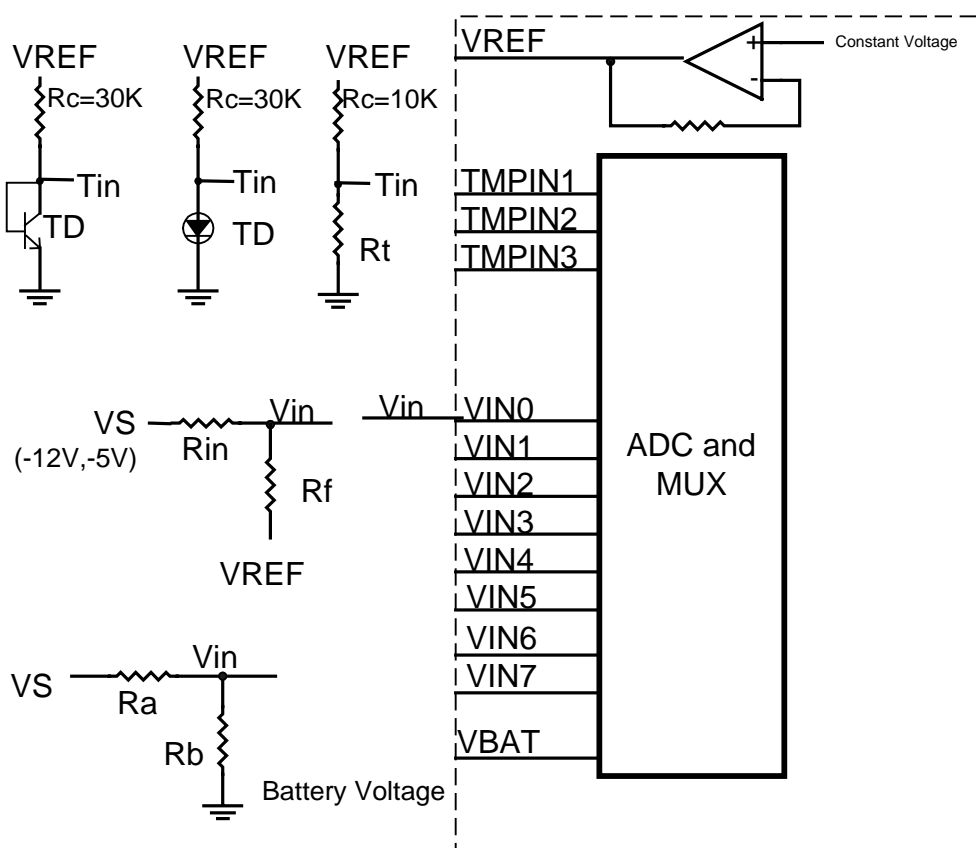 VREF
Constant Voltage
+
-
VREF VREF VREF
Rc=30K Rc=30K Rc=10K
Tin Tin Tin
TD TD Rt
TMPIN1
TMPIN2
TMPIN3
VS
(-12V,-5V)
Rin
Vin
Rf
VREF
Vin
VIN0
VIN1
VIN2
VIN3
VIN4
VIN5
VIN6
VIN7
VBAT
ADC and
MUX
VS
Ra
Vin
Rb
Battery Voltage